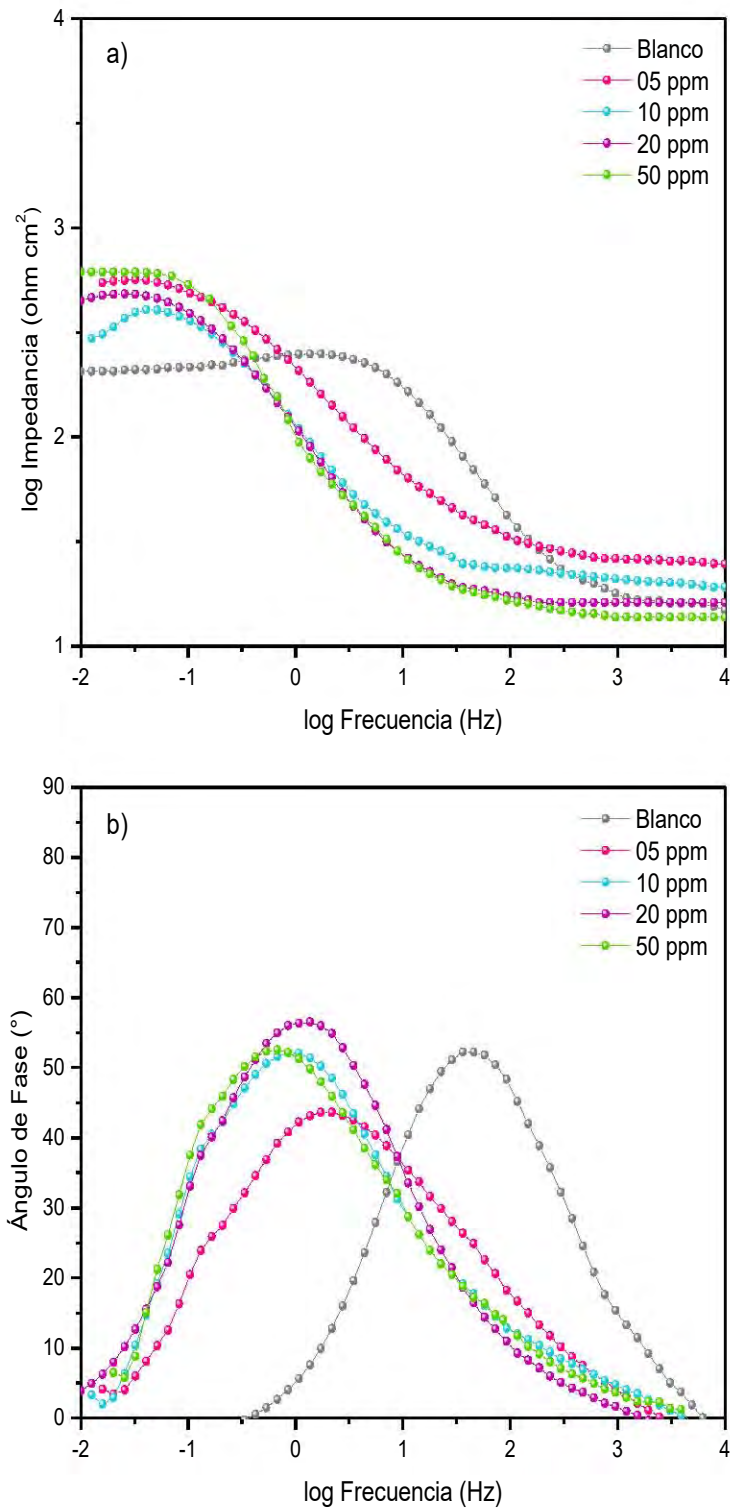 a)
Blanco
05 ppm
10 ppm
20 ppm
50 ppm
4
3
2
1
log Impedancia (ohm cm²)
-2 -1 0 1 2 3 4
log Frecuencia (Hz)
b)
Blanco
05 ppm
10 ppm
20 ppm
50 ppm
90
80
70
60
50
40
30
20
10
0
Ángulo de Fase (°)
-2 -1 0 1 2 3 4
log Frecuencia (Hz)